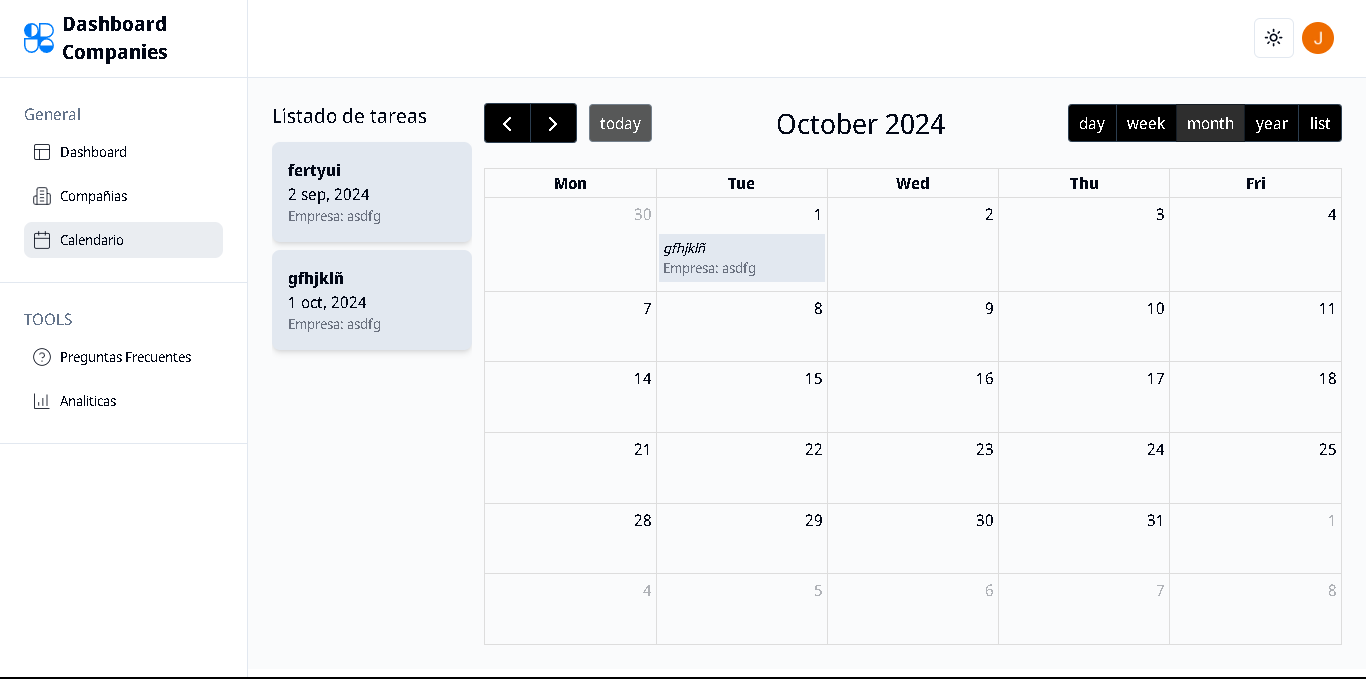 Dashboard
Companies
J
General
Dashboard
Compañias
Calendario
TOOLS
Preguntas Frecuentes
Analiticas
Listado de tareas
fertyui
2 sep, 2024
Empresa: asdfg
gfhjklñ
1 oct, 2024
Empresa: asdfg
today
October 2024
day week month year list
Mon Tue Wed Thu Fri
30 1 2 3 4
gfhjklñ
Empresa: asdfg
7 8 9 10 11
14 15 16 17 18
21 22 23 24 25
28 29 30 31 1
4 5 6 7 8